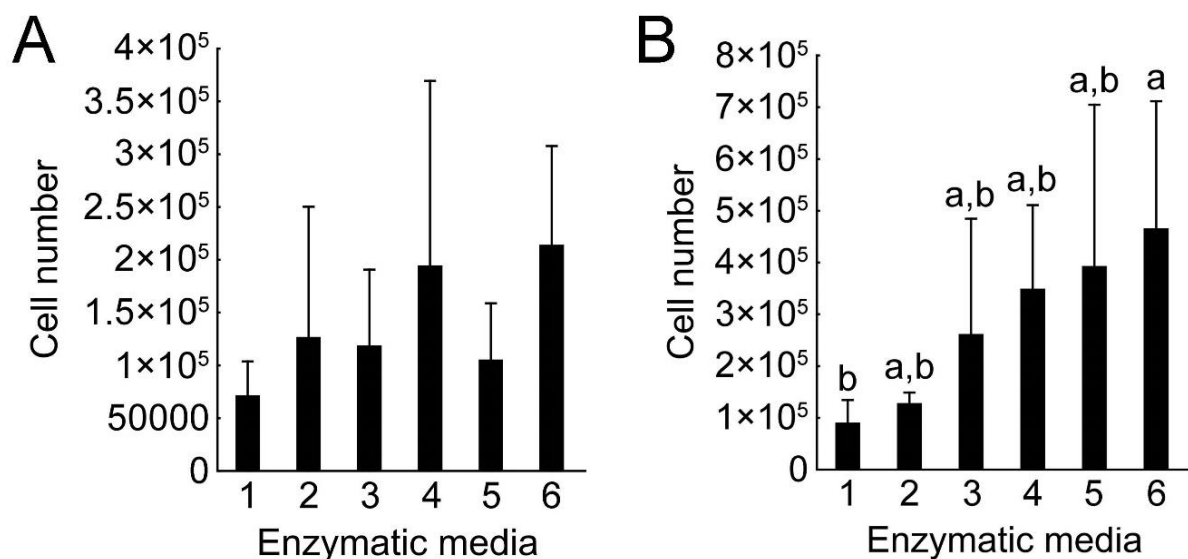 A
Cell number
4×10⁵
3.5×10⁵
3×10⁵
2.5×10⁵
2×10⁵
1.5×10⁵
1×10⁵
50000
0
1 2 3 4 5 6
Enzymatic media
B
Cell number
8×10⁵
7×10⁵
6×10⁵
5×10⁵
4×10⁵
3×10⁵
2×10⁵
1×10⁵
0
b a,b a,b a,b a,b a
1 2 3 4 5 6
Enzymatic media